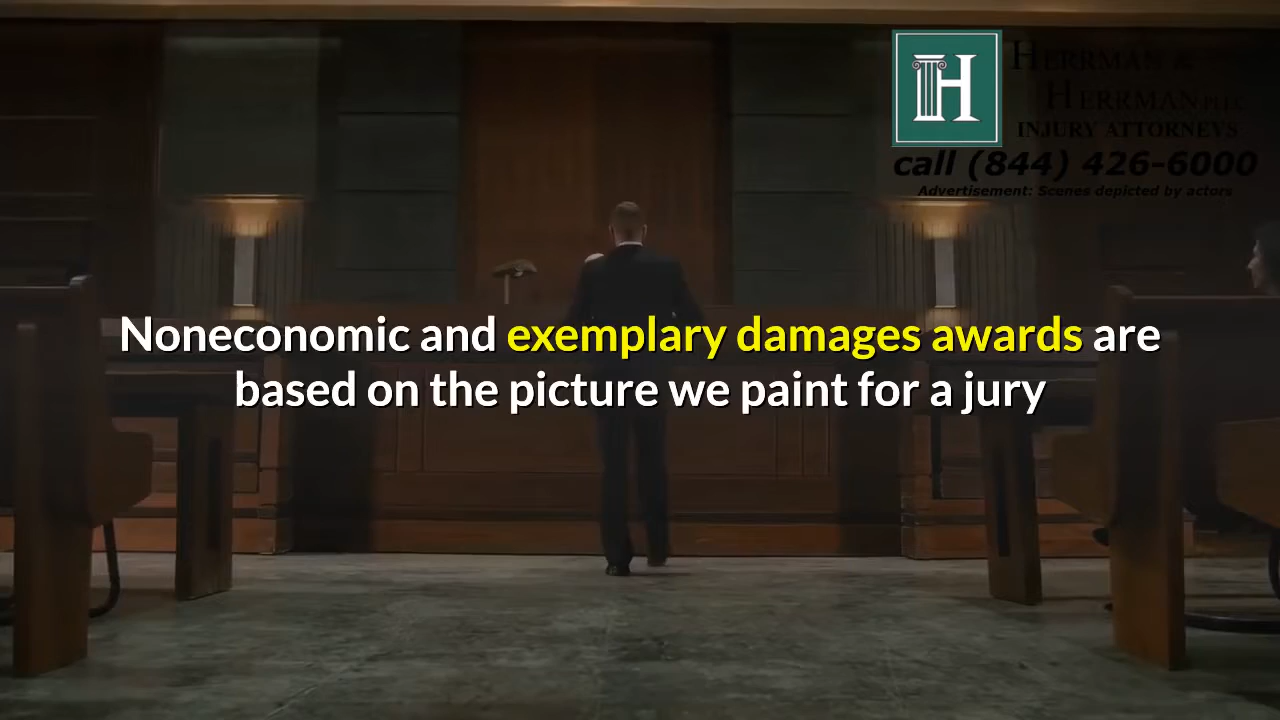 H
HERRMAN &
HERRMAN PLLC
INJURY ATTORNEYS
call (844) 426-6000
Advertisement: Scenes depicted by actors
Noneconomic and exemplary damages awards are
based on the picture we paint for a jury